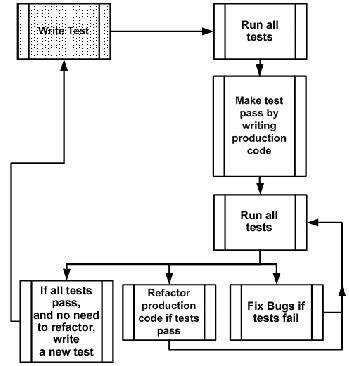 Write Test
Run all
tests
Make test
pass by
writing
production
code
Run all
tests
If all tests
pass,
and no need
to refactor,
write
a new test
Refactor
production
code if tests
pass
Fix Bugs if
tests fail